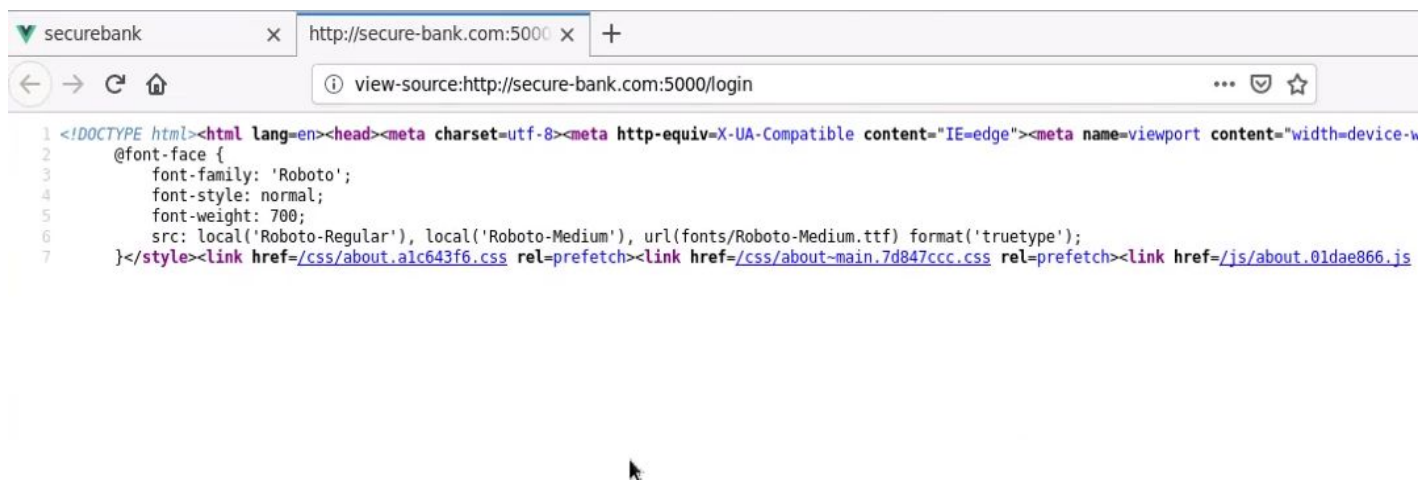 securebank
http://secure-bank.com:5000
view-source:http://secure-bank.com:5000/login
1 <!DOCTYPE html><html lang=en><head><meta charset=utf-8><meta http-equiv=X-UA-Compatible content="IE=edge"><meta name=viewport content="width=device-w
2 @font-face {
3 font-family: 'Roboto';
4 font-style: normal;
5 font-weight: 700;
6 src: local('Roboto-Regular'), local('Roboto-Medium'), url(fonts/Roboto-Medium.ttf) format('truetype');
7 }</style><link href=/css/about.a1c643f6.css rel=prefetch><link href=/css/about~main.7d847ccc.css rel=prefetch><link href=/js/about.01dae866.js